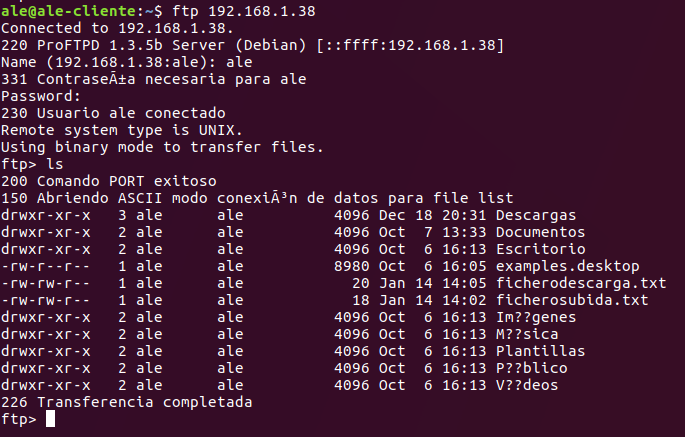 ale@ale-cliente:~$ ftp 192.168.1.38
Connected to 192.168.1.38.
220 ProFTPD 1.3.5b Server (Debian) [::ffff:192.168.1.38]
Name (192.168.1.38:ale): ale
331 ContraseÃ±a necesaria para ale
Password:
230 Usuario ale conectado
Remote system type is UNIX.
Using binary mode to transfer files.
ftp> ls
200 Comando PORT exitoso
150 Abriendo ASCII modo conexiÃ³n de datos para file list
drwxr-xr-x   3 ale      ale          4096 Dec 18 20:31 Descargas
drwxr-xr-x   2 ale      ale          4096 Oct  7 13:33 Documentos
drwxr-xr-x   2 ale      ale          4096 Oct  6 16:13 Escritorio
-rw-r--r--   1 ale      ale          8980 Oct  6 16:05 examples.desktop
-rw-rw-r--   1 ale      ale            20 Jan 14 14:05 ficherodescarga.txt
-rw-rw-r--   1 ale      ale            18 Jan 14 14:02 ficherosubida.txt
drwxr-xr-x   2 ale      ale          4096 Oct  6 16:13 Im??genes
drwxr-xr-x   2 ale      ale          4096 Oct  6 16:13 M??sica
drwxr-xr-x   2 ale      ale          4096 Oct  6 16:13 Plantillas
drwxr-xr-x   2 ale      ale          4096 Oct  6 16:13 P??blico
drwxr-xr-x   2 ale      ale          4096 Oct  6 16:13 V??deos
226 Transferencia completada
ftp>